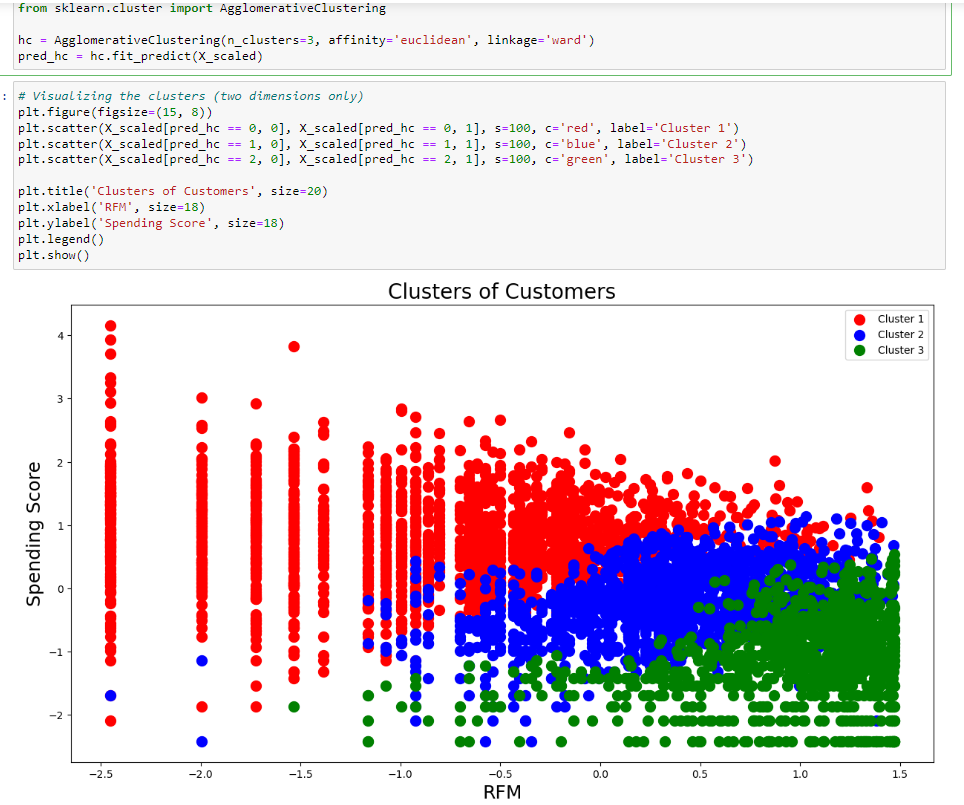 from sklearn.cluster import AgglomerativeClustering
hc = AgglomerativeClustering(n_clusters=3, affinity='euclidean', linkage='ward')
pred_hc = hc.fit_predict(X_scaled)
:
# Visualizing the clusters (two dimensions only)
plt.figure(figsize=(15, 8))
plt.scatter(X_scaled[pred_hc == 0, 0], X_scaled[pred_hc == 0, 1], s=100, c='red', label='Cluster 1')
plt.scatter(X_scaled[pred_hc == 1, 0], X_scaled[pred_hc == 1, 1], s=100, c='blue', label='Cluster 2')
plt.scatter(X_scaled[pred_hc == 2, 0], X_scaled[pred_hc == 2, 1], s=100, c='green', label='Cluster 3')
plt.title('Clusters of Customers', size=20)
plt.xlabel('RFM', size=18)
plt.ylabel('Spending Score', size=18)
plt.legend()
plt.show()
Clusters of Customers
Cluster 1
Cluster 2
Cluster 3
Spending Score
4
3
2
1
0
−1
−2
−2.5 −2.0 −1.5 −1.0 −0.5 0.0 0.5 1.0 1.5
RFM